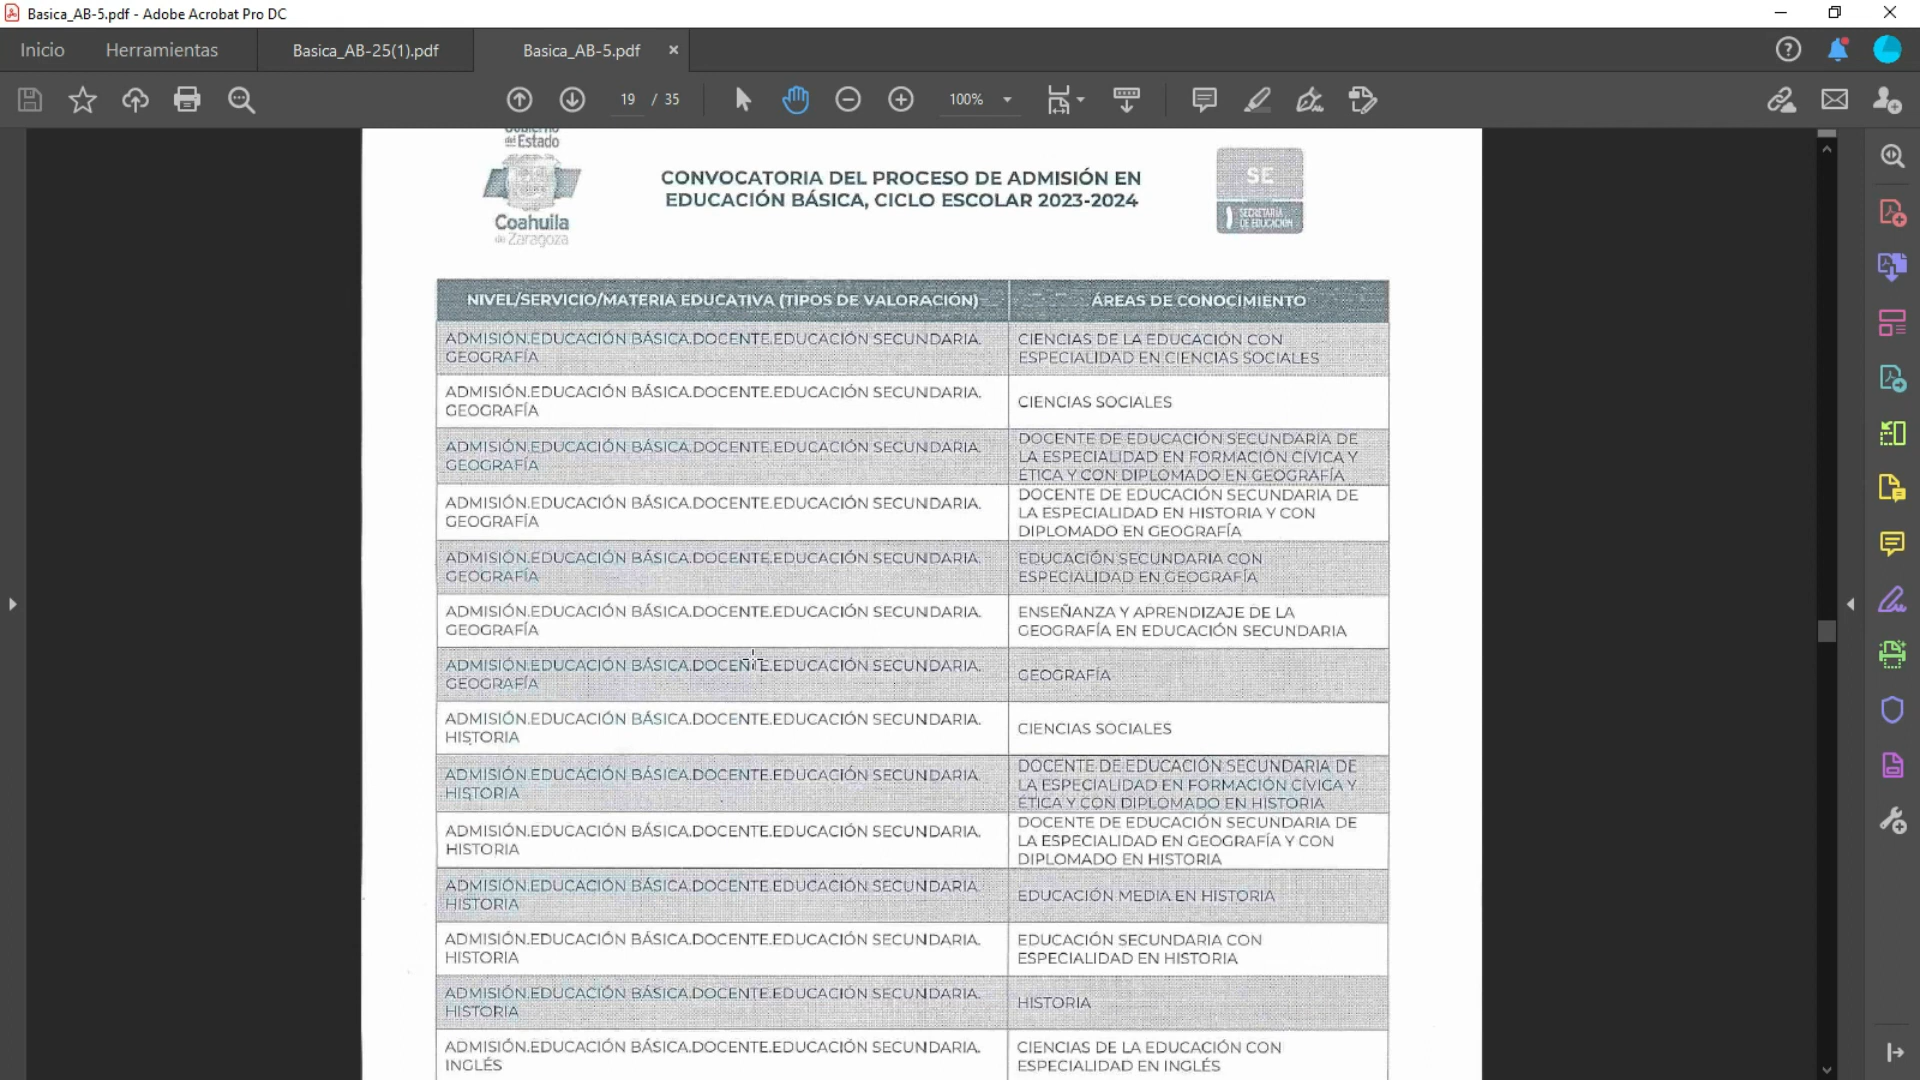 Basica_AB-5.pdf - Adobe Acrobat Pro DC
Inicio
Herramientas
Basica_AB-25(1).pdf
Basica_AB-5.pdf
19 / 35
100%
Gobierno
del Estado
Coahuila
de Zaragoza
CONVOCATORIA DEL PROCESO DE ADMISIÓN EN
EDUCACIÓN BÁSICA, CICLO ESCOLAR 2023-2024
SE
SECRETARÍA
DE EDUCACIÓN
NIVEL/SERVICIO/MATERIA EDUCATIVA (TIPOS DE VALORACIÓN)
ÁREAS DE CONOCIMIENTO
ADMISIÓN.EDUCACIÓN BÁSICA.DOCENTE.EDUCACIÓN SECUNDARIA.
GEOGRAFÍA
CIENCIAS DE LA EDUCACIÓN CON
ESPECIALIDAD EN CIENCIAS SOCIALES
ADMISIÓN.EDUCACIÓN BÁSICA.DOCENTE.EDUCACIÓN SECUNDARIA.
GEOGRAFÍA
CIENCIAS SOCIALES
ADMISIÓN.EDUCACIÓN BÁSICA.DOCENTE.EDUCACIÓN SECUNDARIA.
GEOGRAFÍA
DOCENTE DE EDUCACIÓN SECUNDARIA DE
LA ESPECIALIDAD EN FORMACIÓN CÍVICA Y
ÉTICA Y CON DIPLOMADO EN GEOGRAFÍA
ADMISIÓN.EDUCACIÓN BÁSICA.DOCENTE.EDUCACIÓN SECUNDARIA.
GEOGRAFÍA
DOCENTE DE EDUCACIÓN SECUNDARIA DE
LA ESPECIALIDAD EN HISTORIA Y CON
DIPLOMADO EN GEOGRAFÍA
ADMISIÓN.EDUCACIÓN BÁSICA.DOCENTE.EDUCACIÓN SECUNDARIA.
GEOGRAFÍA
EDUCACIÓN SECUNDARIA CON
ESPECIALIDAD EN GEOGRAFÍA
ADMISIÓN.EDUCACIÓN BÁSICA.DOCENTE.EDUCACIÓN SECUNDARIA.
GEOGRAFÍA
ENSEÑANZA Y APRENDIZAJE DE LA
GEOGRAFÍA EN EDUCACIÓN SECUNDARIA
ADMISIÓN.EDUCACIÓN BÁSICA.DOCENTE.EDUCACIÓN SECUNDARIA.
GEOGRAFÍA
GEOGRAFÍA
ADMISIÓN.EDUCACIÓN BÁSICA.DOCENTE.EDUCACIÓN SECUNDARIA.
HISTORIA
CIENCIAS SOCIALES
ADMISIÓN.EDUCACIÓN BÁSICA.DOCENTE.EDUCACIÓN SECUNDARIA.
HISTORIA
DOCENTE DE EDUCACIÓN SECUNDARIA DE
LA ESPECIALIDAD EN FORMACIÓN CÍVICA Y
ÉTICA Y CON DIPLOMADO EN HISTORIA
ADMISIÓN.EDUCACIÓN BÁSICA.DOCENTE.EDUCACIÓN SECUNDARIA.
HISTORIA
DOCENTE DE EDUCACIÓN SECUNDARIA DE
LA ESPECIALIDAD EN GEOGRAFÍA Y CON
DIPLOMADO EN HISTORIA
ADMISIÓN.EDUCACIÓN BÁSICA.DOCENTE.EDUCACIÓN SECUNDARIA.
HISTORIA
EDUCACIÓN MEDIA EN HISTORIA
ADMISIÓN.EDUCACIÓN BÁSICA.DOCENTE.EDUCACIÓN SECUNDARIA.
HISTORIA
EDUCACIÓN SECUNDARIA CON
ESPECIALIDAD EN HISTORIA
ADMISIÓN.EDUCACIÓN BÁSICA.DOCENTE.EDUCACIÓN SECUNDARIA.
HISTORIA
HISTORIA
ADMISIÓN.EDUCACIÓN BÁSICA.DOCENTE.EDUCACIÓN SECUNDARIA.
INGLÉS
CIENCIAS DE LA EDUCACIÓN CON
ESPECIALIDAD EN INGLÉS